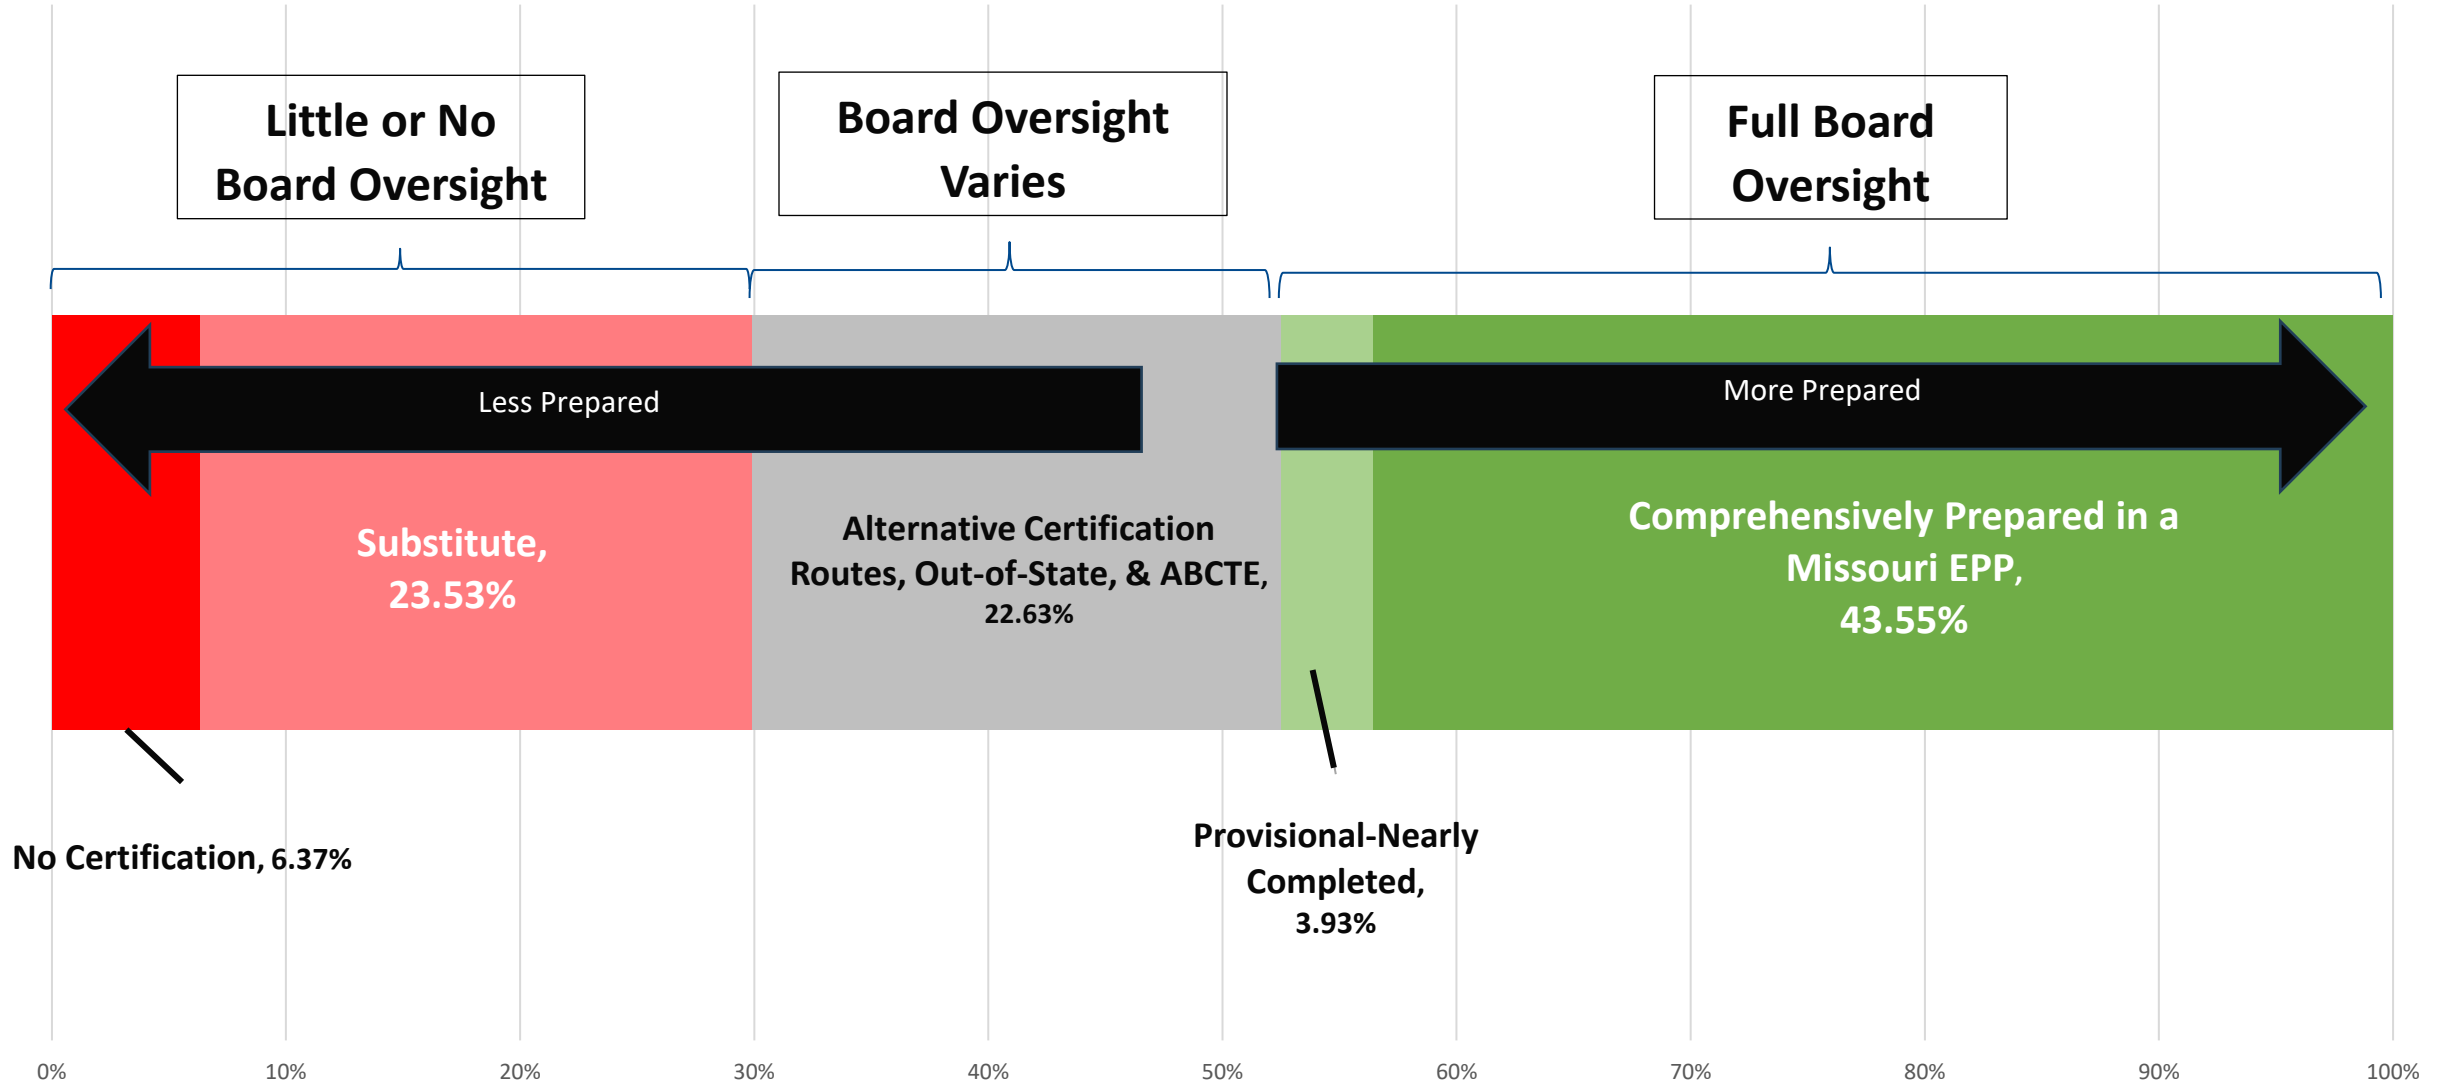 Little or No
Board Oversight
Board Oversight
Varies
Full Board
Oversight
Less Prepared
More Prepared
Substitute,
23.53%
Alternative Certification
Routes, Out-of-State, & ABCTE,
22.63%
Comprehensively Prepared in a
Missouri EPP,
43.55%
No Certification, 6.37%
Provisional-Nearly
Completed,
3.93%
0% 10% 20% 30% 40% 50% 60% 70% 80% 90% 100%